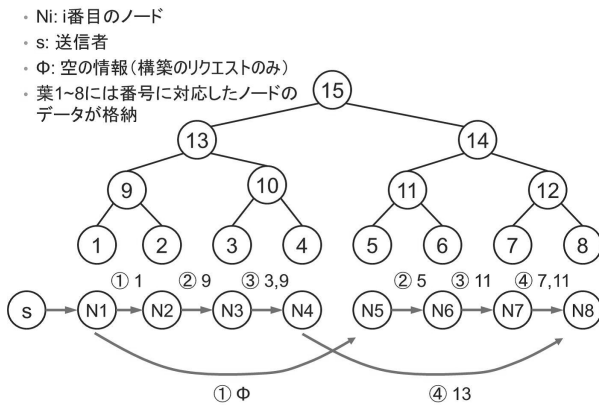 • Ni: i番目のノード
• s: 送信者
• Φ: 空の情報(構築のリクエストのみ)
• 葉1~8には番号に対応したノードの
データが格納
15
13 14
9 10 11 12
1 2 3 4 5 6 7 8
① 1 ② 9 ③ 3,9 ② 5 ③ 11 ④ 7,11
s N1 N2 N3 N4 N5 N6 N7 N8
① Φ ④ 13